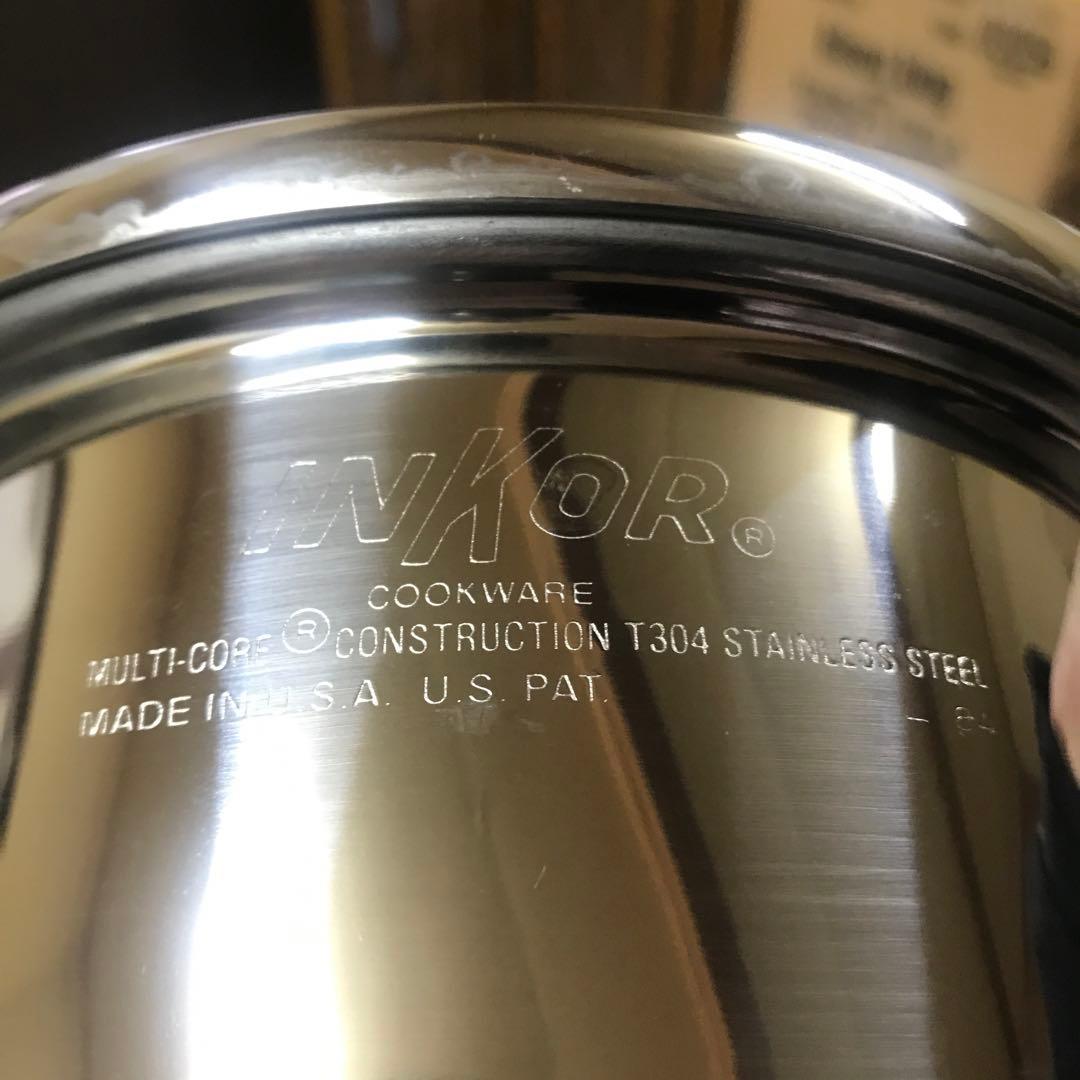 INKOR®
COOKWARE
MULTI-CORE® CONSTRUCTION T304 STAINLESS STEEL
MADE IN U.S.A. U.S. PAT.